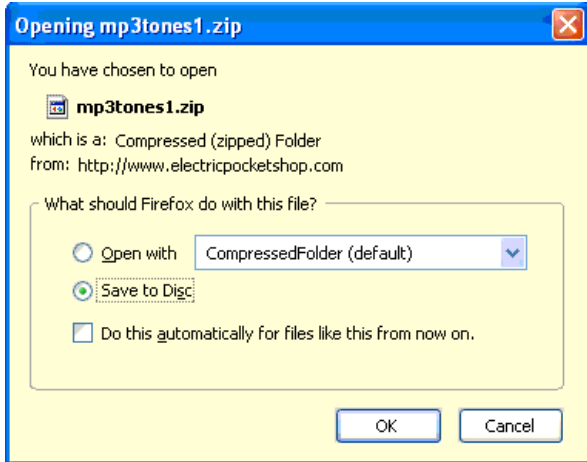 Opening mp3tones1.zip
You have chosen to open
mp3tones1.zip
which is a: Compressed (zipped) Folder
from: http://www.electricpocketshop.com
What should Firefox do with this file?
Open with CompressedFolder (default)
Save to Disc
Do this automatically for files like this from now on.
OK Cancel